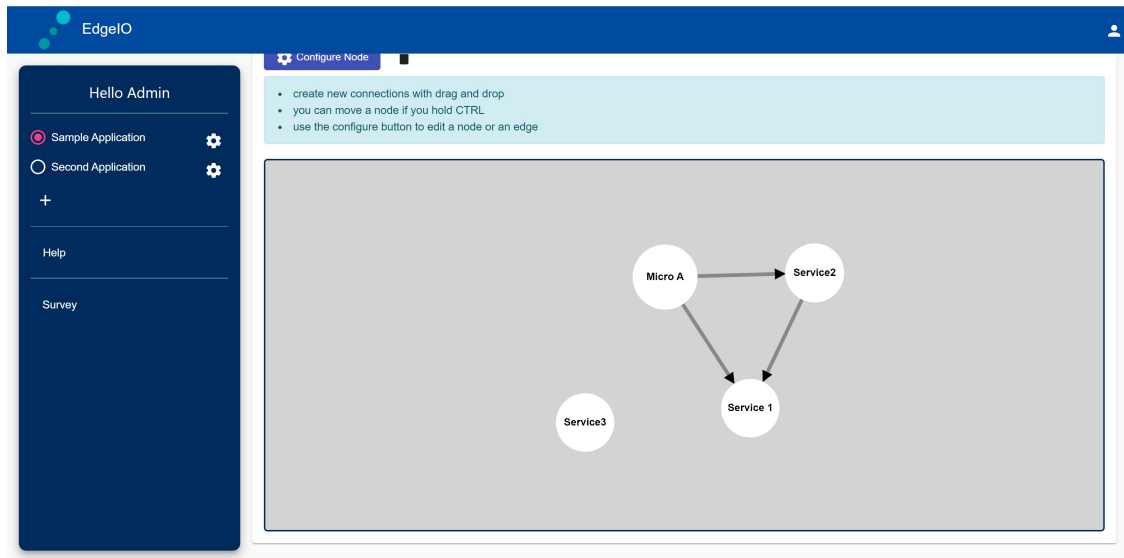 EdgeIO
Configure Node
Hello Admin
Sample Application
Second Application
+
Help
Survey
• create new connections with drag and drop
• you can move a node if you hold CTRL
• use the configure button to edit a node or an edge
Micro A
Service2
Service 1
Service3